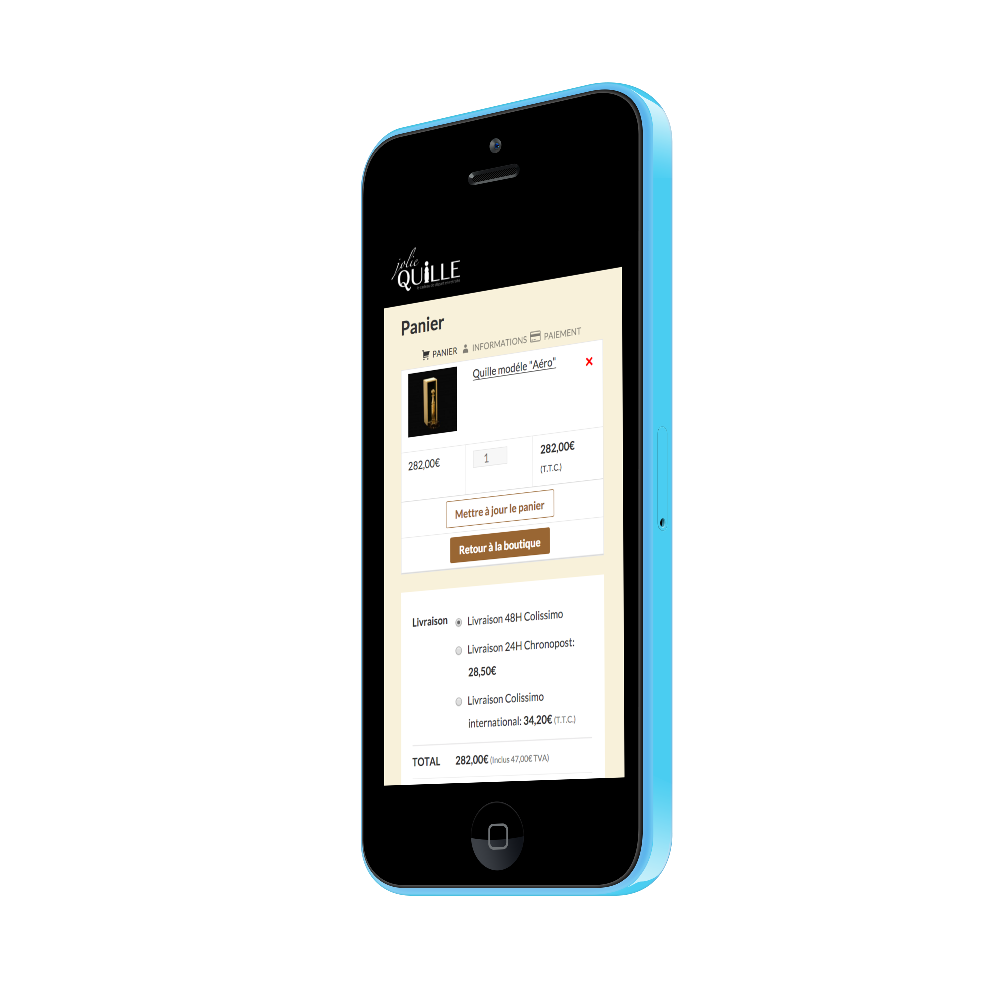 jolie
QUiLLE
Panier
PANIER INFORMATIONS PAIEMENT
Quille modéle "Aéro"
282,00€ 1 282,00€
(T.T.C.)
Mettre à jour le panier
Retour à la boutique
Livraison Livraison 48H Colissimo
Livraison 24H Chronopost:
28,50€
Livraison Colissimo
international: 34,20€ (T.T.C.)
TOTAL 282,00€ (Inclus 47,00€ TVA)